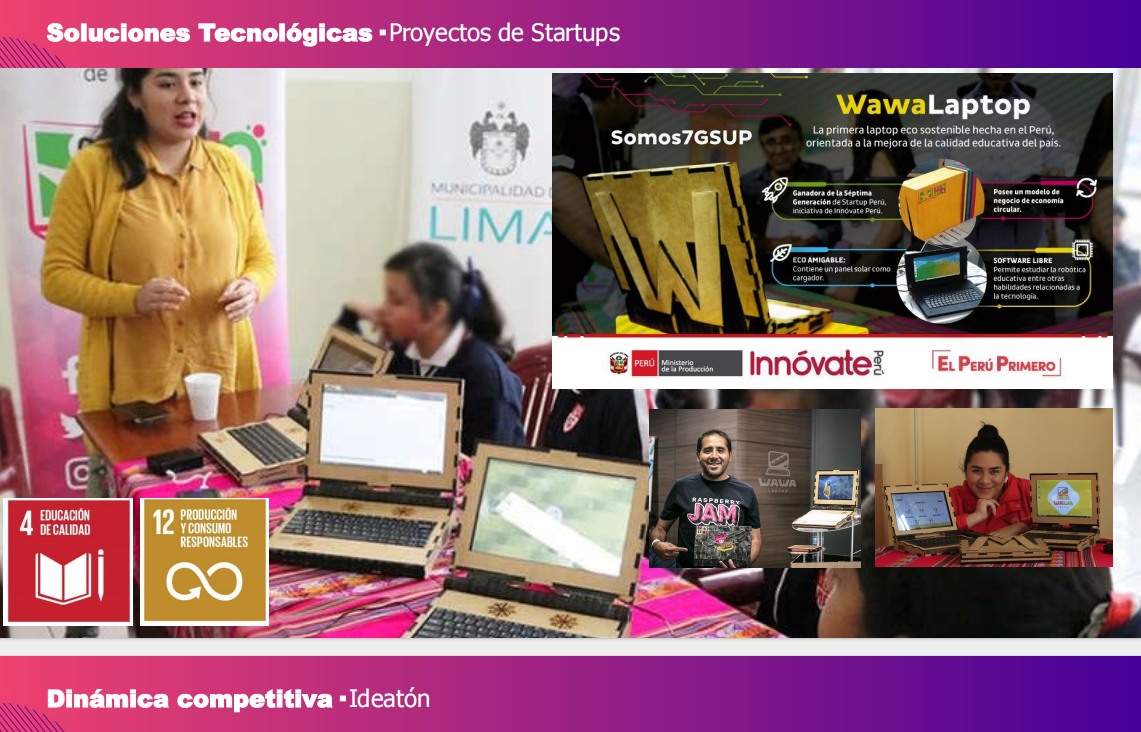 Soluciones Tecnológicas ▪Proyectos de Startups
de
MUNICIPALIDAD D
LIMA
Somos7GSUP
WawaLaptop
La primera laptop eco sostenible hecha en el Perú,
orientada a la mejora de la calidad educativa del país.
Ganadora de la Séptima
Generación de Startup Perú,
iniciativa de Innóvate Perú.
Posee un modelo de
negocio de economía
circular.
ECO AMIGABLE:
Contiene un panel solar como
cargador.
SOFTWARE LIBRE
Permite estudiar la robótica
educativa entre otras
habilidades relacionadas a
la tecnología.
W
PERÚ
Ministerio
de la Producción
Innóvate Perú
EL PERÚ PRIMERO
RASPBERRY
JAM
WAWA
WAWA
4 EDUCACIÓN
DE CALIDAD
12 PRODUCCIÓN
Y CONSUMO
RESPONSABLES
Dinámica competitiva ▪Ideatón